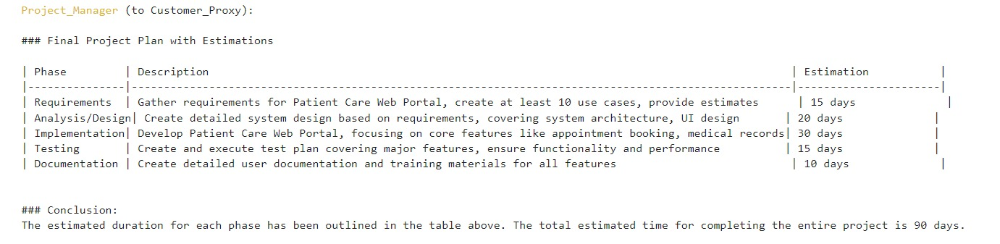 Project_Manager (to Customer_Proxy):
### Final Project Plan with Estimations
| Phase | Description | Estimation |
|---------------|------------------------------------------------------------------------------------------------------|----------------------|
| Requirements | Gather requirements for Patient Care Web Portal, create at least 10 use cases, provide estimates | 15 days |
| Analysis/Design| Create detailed system design based on requirements, covering system architecture, UI design | 20 days |
| Implementation| Develop Patient Care Web Portal, focusing on core features like appointment booking, medical records| 30 days |
| Testing | Create and execute test plan covering major features, ensure functionality and performance | 15 days |
| Documentation | Create detailed user documentation and training materials for all features | 10 days |
### Conclusion:
The estimated duration for each phase has been outlined in the table above. The total estimated time for completing the entire project is 90 days.